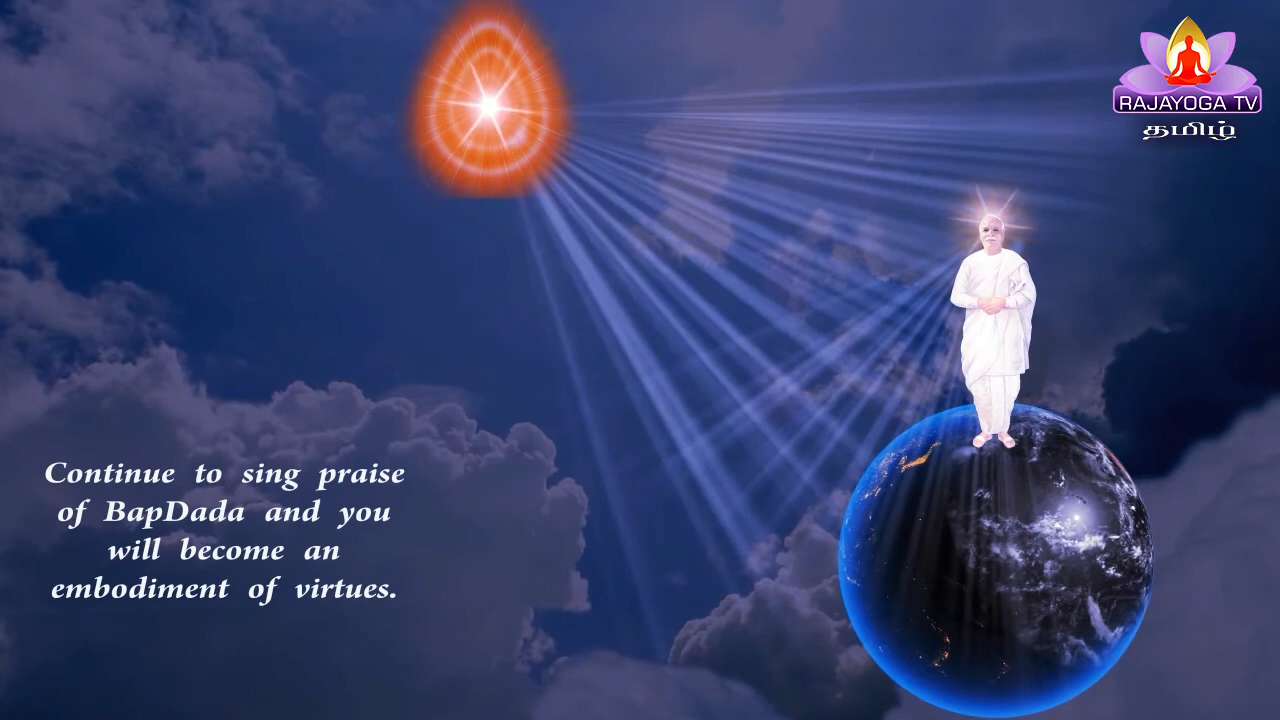 RAJAYOGA TV
தமிழ்
Continue to sing praise
of BapDada and you
will become an
embodiment of virtues.